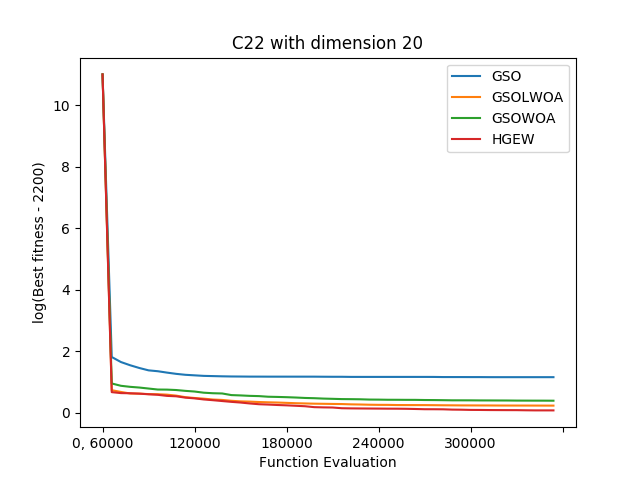 C22 with dimension 20
GSO
GSOLWOA
GSOWOA
HGEW
log(Best fitness - 2200)
10
8
6
4
2
0
0, 60000 120000 180000 240000 300000
Function Evaluation